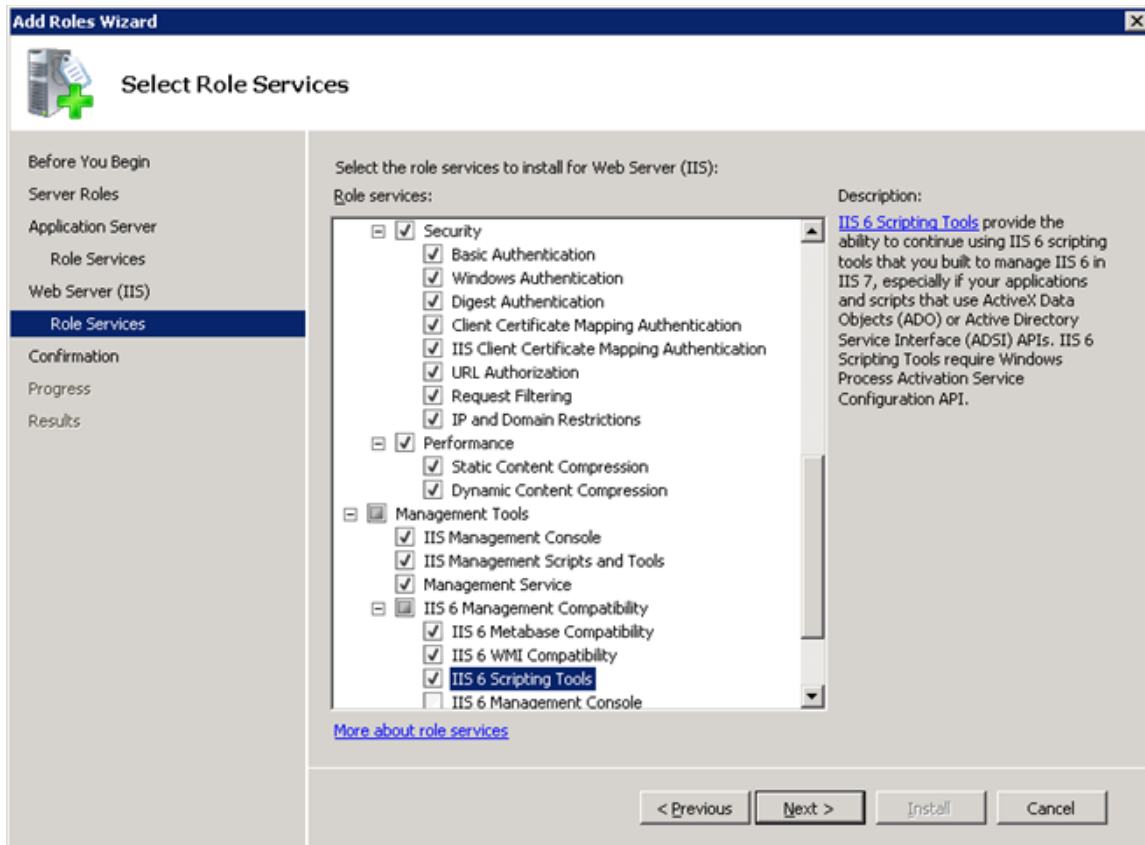 Add Roles Wizard
Select Role Services
Before You Begin
Server Roles
Application Server
Role Services
Web Server (IIS)
Role Services
Confirmation
Progress
Results
Select the role services to install for Web Server (IIS):
Role services:
Security
Basic Authentication
Windows Authentication
Digest Authentication
Client Certificate Mapping Authentication
IIS Client Certificate Mapping Authentication
URL Authorization
Request Filtering
IP and Domain Restrictions
Performance
Static Content Compression
Dynamic Content Compression
Management Tools
IIS Management Console
IIS Management Scripts and Tools
Management Service
IIS 6 Management Compatibility
IIS 6 Metabase Compatibility
IIS 6 WMI Compatibility
IIS 6 Scripting Tools
IIS 6 Management Console
More about role services
Description:
IIS 6 Scripting Tools provide the
ability to continue using IIS 6 scripting
tools that you built to manage IIS 6 in
IIS 7, especially if your applications
and scripts that use ActiveX Data
Objects (ADO) or Active Directory
Service Interface (ADSI) APIs. IIS 6
Scripting Tools require Windows
Process Activation Service
Configuration API.
< Previous
Next >
Install
Cancel